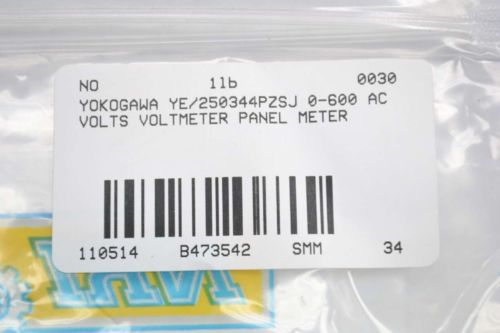 NO 1lb 0030
YOKOGAWA YE/250344PZSJ 0-600 AC
VOLTS VOLTMETER PANEL METER
110514 B473542 SMM 34